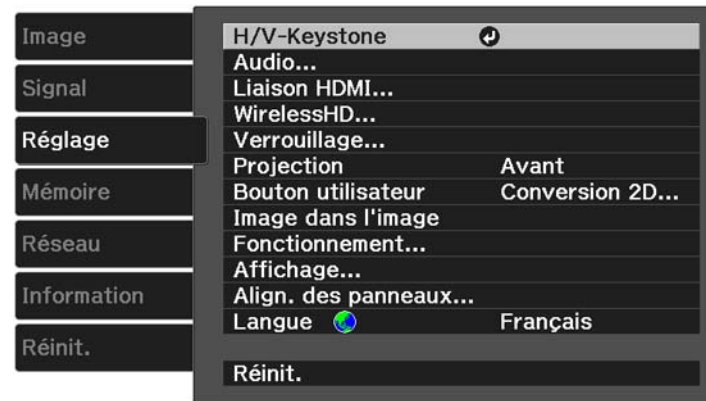 Image
Signal
Réglage
Mémoire
Réseau
Information
Réinit.
H/V-Keystone
Audio...
Liaison HDMI...
WirelessHD...
Verrouillage...
Projection Avant
Bouton utilisateur Conversion 2D...
Image dans l'image
Fonctionnement...
Affichage...
Align. des panneaux...
Langue Français
Réinit.